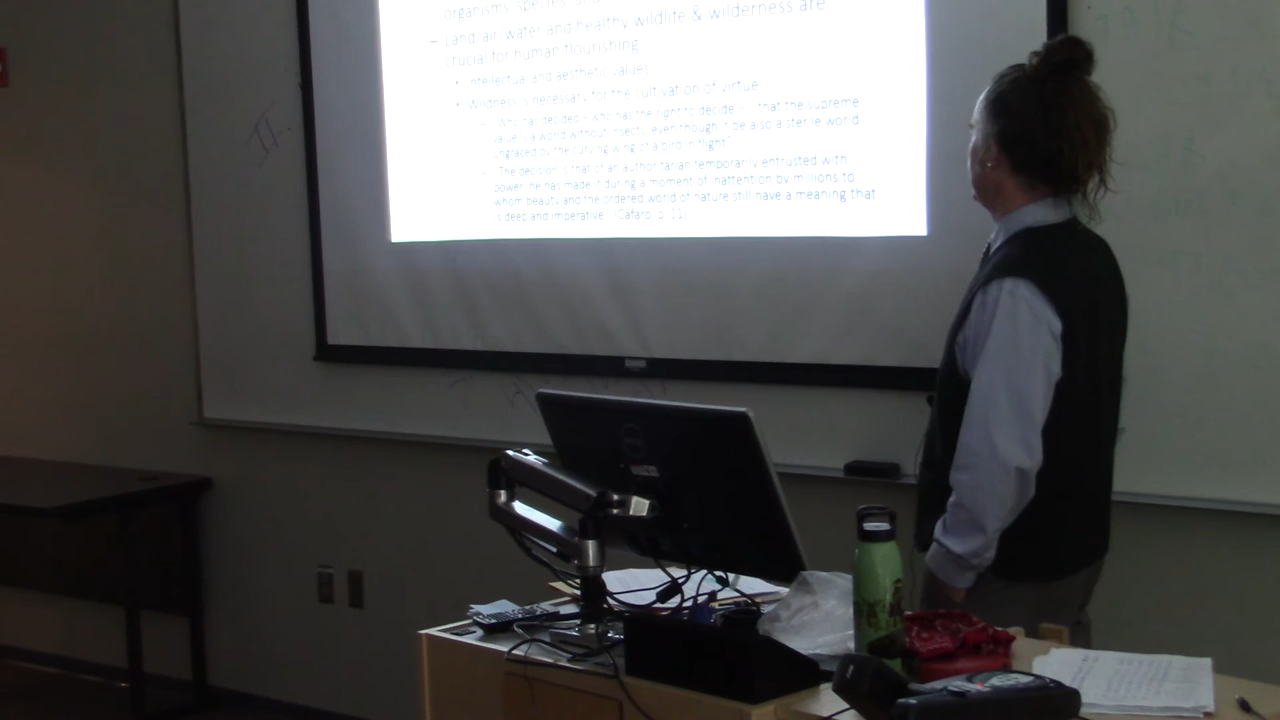 organisms, species, and
– Land/air/water and healthy wildlife & wilderness are
crucial for human flourishing
• Intellectual and aesthetic values
• Wildness is necessary for the cultivation of virtue
– "Who has decided – who has the right to decide – that the supreme
value is a world without insects, even though it be also a sterile world
ungraced by the curving wing of a bird in flight"
– "The decision is that of an authoritarian temporarily entrusted with
power; he has made it during a moment of inattention by millions to
whom beauty and the ordered world of nature still have a meaning that
is deep and imperative" (Cafaro, p. 11)
II.
DELL